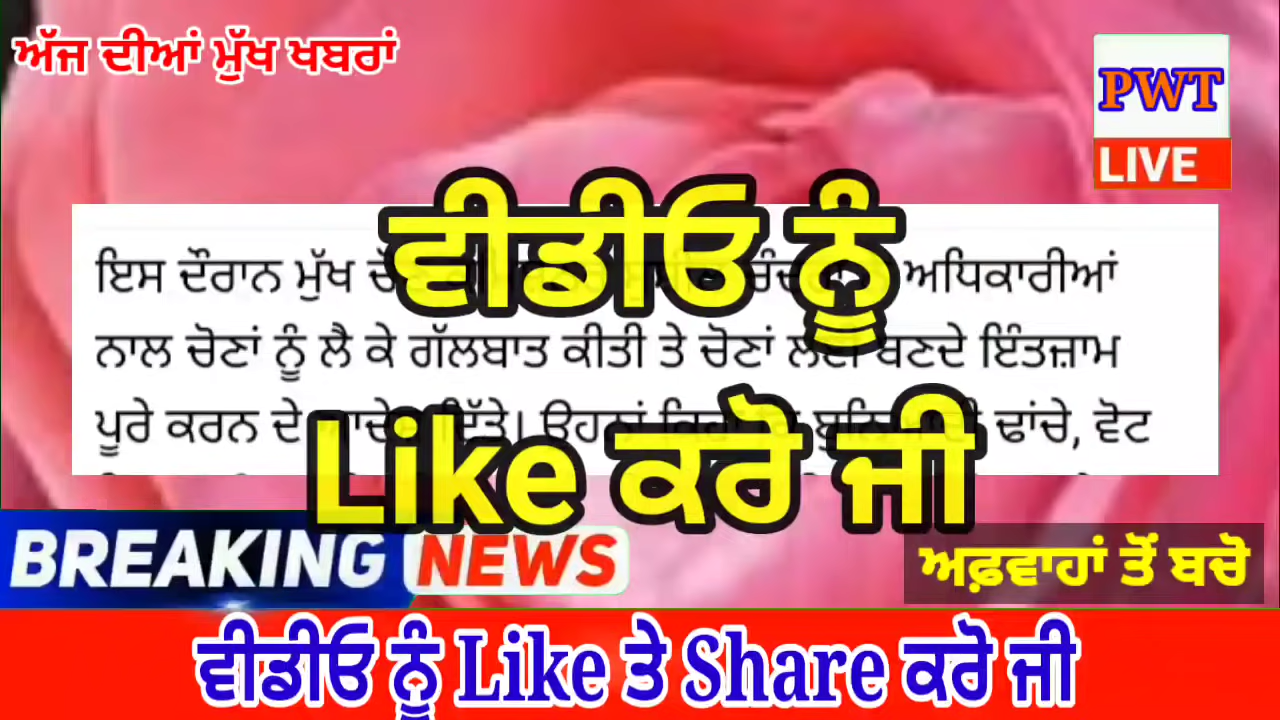 ਅੱਜ ਦੀਆਂ ਮੁੱਖ ਖਬਰਾਂ
PWT
LIVE
ਵੀਡੀਓ ਨੂੰ
Like ਕਰੋ ਜੀ
ਇਸ ਦੌਰਾਨ ਮੁੱਖ ਅਧਿਕਾਰੀਆਂ
ਨਾਲ ਚੋਣਾਂ ਨੂੰ ਲੈ ਕੇ ਗੱਲਬਾਤ ਕੀਤੀ ਤੇ ਚੋਣਾਂ ਬਣਦੇ ਇੰਤਜ਼ਾਮ
ਪੂਰੇ ਕਰਨ ਦੇ ਢਾਂਚੇ, ਵੋਟ
BREAKING NEWS
ਅਫ਼ਵਾਹਾਂ ਤੋਂ ਬਚੋ
ਵੀਡੀਓ ਨੂੰ Like ਤੇ Share ਕਰੋ ਜੀ